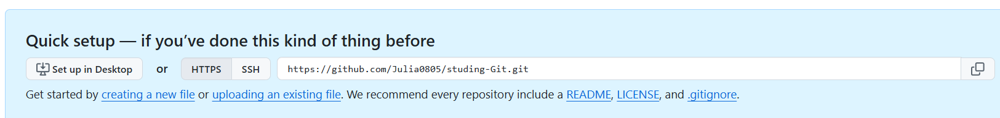 Quick setup — if you’ve done this kind of thing before
Set up in Desktop or HTTPS SSH https://github.com/Julia0805/studing-Git.git
Get started by creating a new file or uploading an existing file. We recommend every repository include a README, LICENSE, and .gitignore.